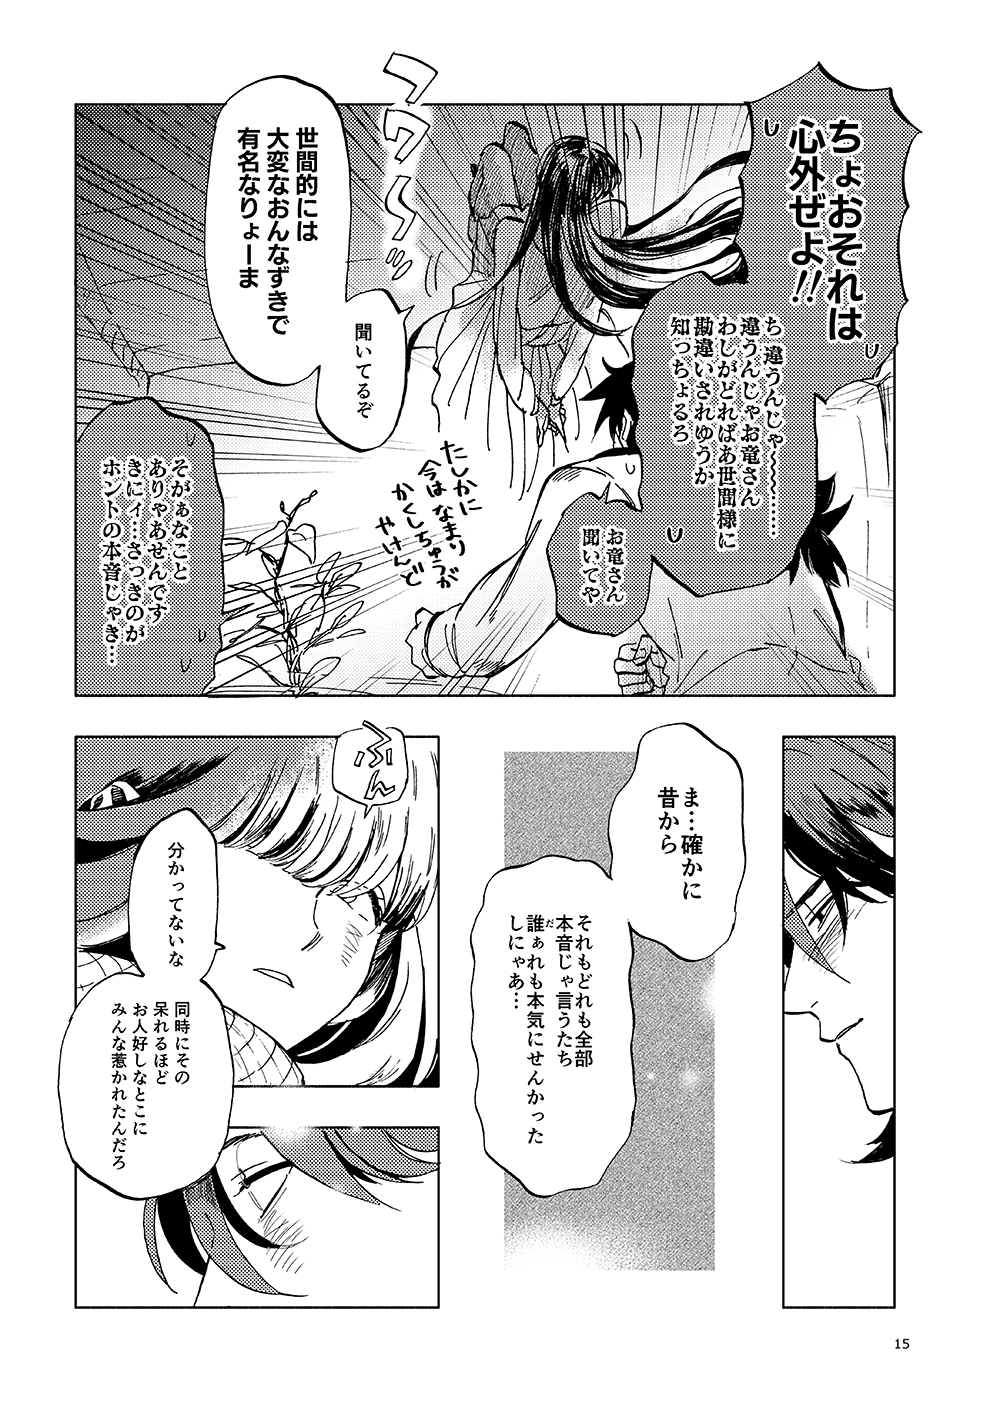 ちょおそれは
心外ぜよ!!
ち 違うんじゃ〜〜〜……
違うんじゃお竜さん
わしがどればあ世間様に
勘違いされゆうか
知っちょるろ
お竜さん
聞いてや
コワ〜〜〜ッ
世間的には
大変なおんなずきで
有名なりょーま
聞いてるぞ
たしかに
今はなまり
かくしちゅうが
やけんど
そがぁなこと
ありゃあせんです
きにィ…さっきのが
ホントの本音じゃき…
ま…確かに
昔から
それもどれも全部
本音じゃ言うたち
誰ぁれも本気にせんかった
だ
しにゃあ…
ふん
分かってないな
同時にその
呆れるほど
お人好しなとこに
みんな惹かれたんだろ
15